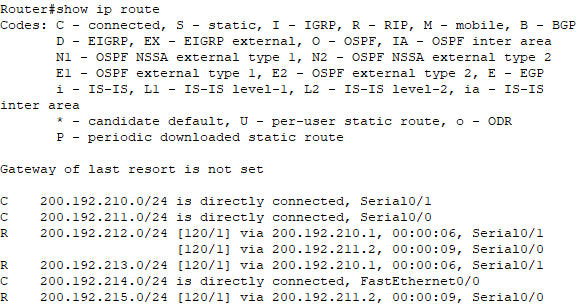 Router#show ip route
Codes: C - connected, S - static, I - IGRP, R - RIP, M - mobile, B - BGP
D - EIGRP, EX - EIGRP external, O - OSPF, IA - OSPF inter area
N1 - OSPF NSSA external type 1, N2 - OSPF NSSA external type 2
E1 - OSPF external type 1, E2 - OSPF external type 2, E - EGP
i - IS-IS, L1 - IS-IS level-1, L2 - IS-IS level-2, ia - IS-IS
inter area
* - candidate default, U - per-user static route, o - ODR
P - periodic downloaded static route
Gateway of last resort is not set
C 200.192.210.0/24 is directly connected, Serial0/1
C 200.192.211.0/24 is directly connected, Serial0/0
R 200.192.212.0/24 [120/1] via 200.192.210.1, 00:00:06, Serial0/1
[120/1] via 200.192.211.2, 00:00:09, Serial0/0
R 200.192.213.0/24 [120/1] via 200.192.210.1, 00:00:06, Serial0/1
C 200.192.214.0/24 is directly connected, FastEthernet0/0
R 200.192.215.0/24 [120/1] via 200.192.211.2, 00:00:09, Serial0/0